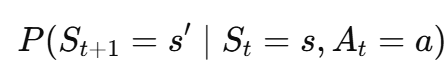 P(S_{t+1} = s′ | S_t = s, A_t = a)